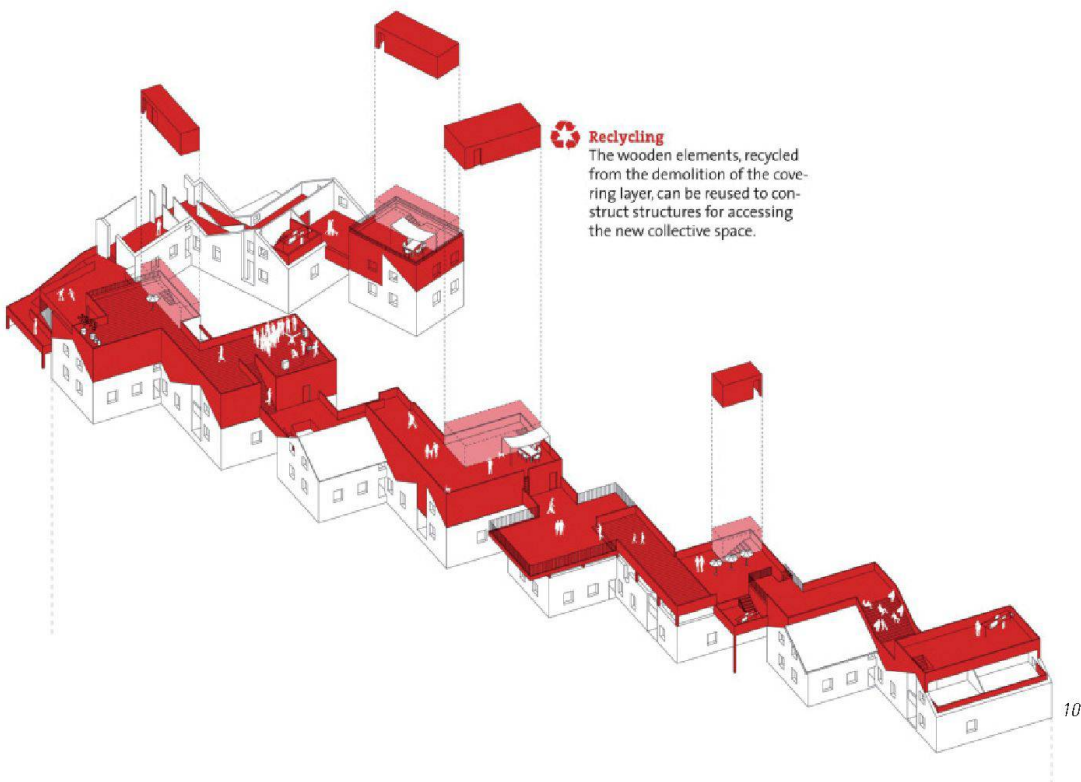 Reclycling
The wooden elements, recycled
from the demolition of the cove-
ring layer, can be reused to con-
struct structures for accessing
the new collective space.
10